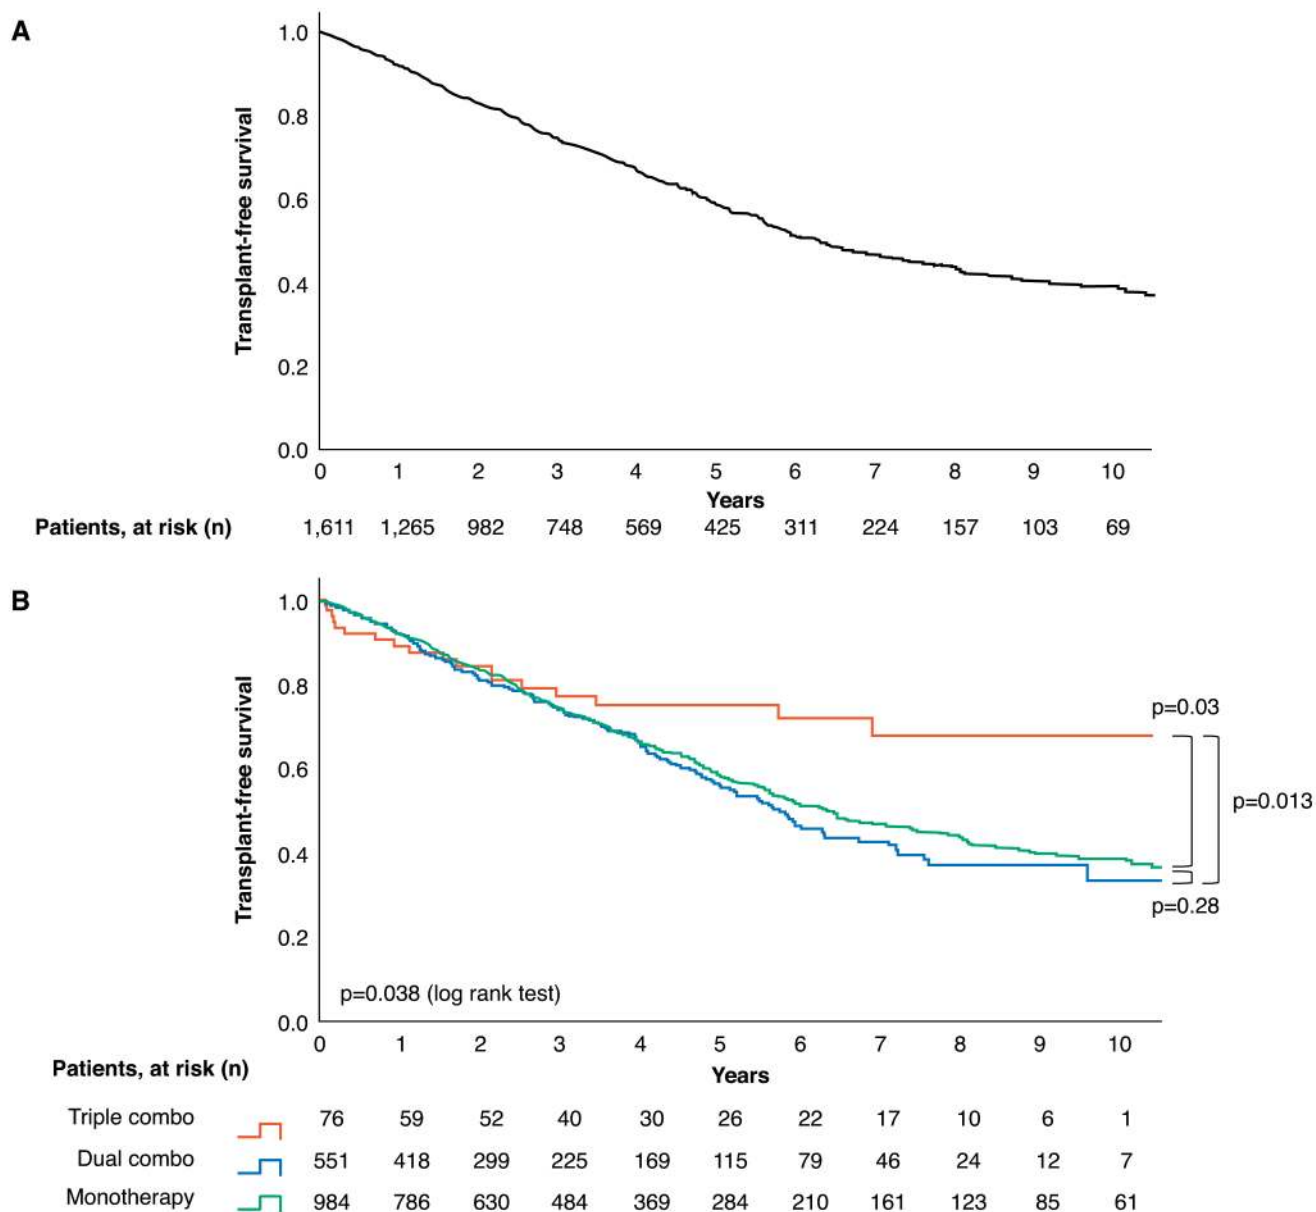 A
Transplant-free survival
1.0
0.8
0.6
0.4
0.2
0.0
0 1 2 3 4 5 6 7 8 9 10
Years
Patients, at risk (n) 1,611 1,265 982 748 569 425 311 224 157 103 69
B
Transplant-free survival
1.0
0.8
0.6
0.4
0.2
0.0
p=0.03
p=0.013
p=0.28
p=0.038 (log rank test)
0 1 2 3 4 5 6 7 8 9 10
Years
Patients, at risk (n)
Triple combo 76 59 52 40 30 26 22 17 10 6 1
Dual combo 551 418 299 225 169 115 79 46 24 12 7
Monotherapy 984 786 630 484 369 284 210 161 123 85 61